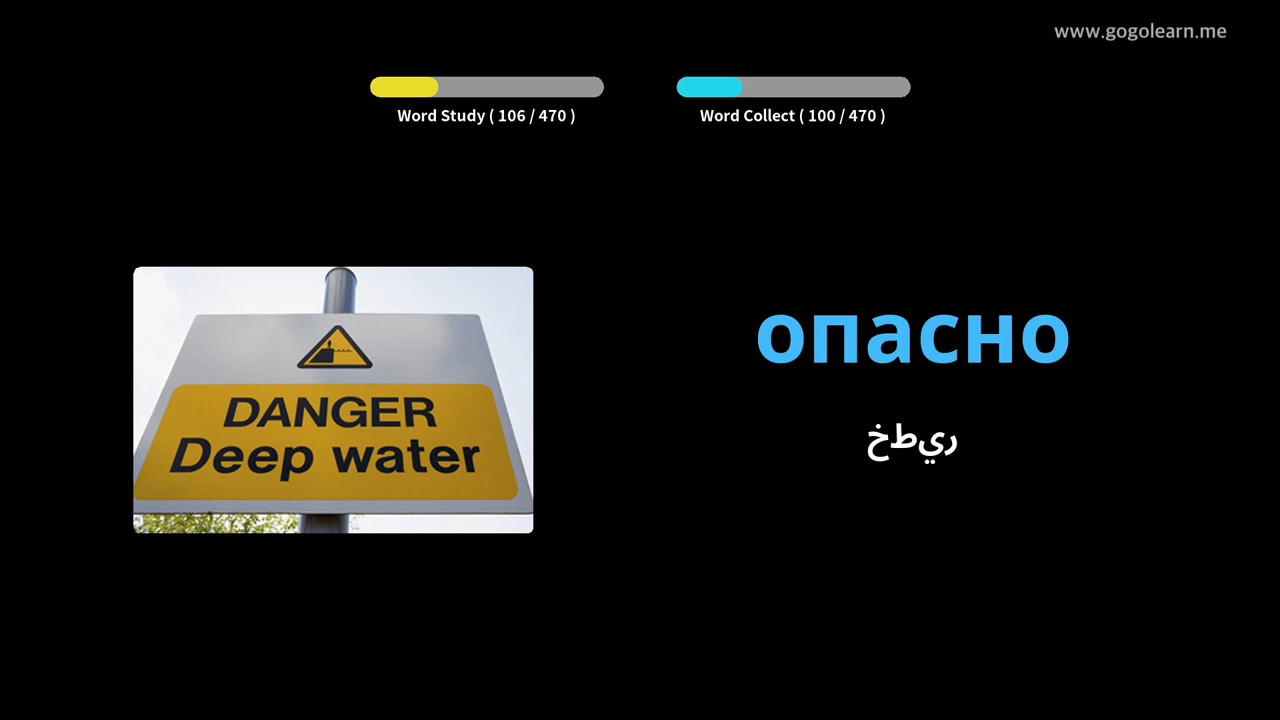 www.gogolearn.me
Word Study ( 106 / 470 )
Word Collect ( 100 / 470 )
DANGER
Deep water
опасно
خطير